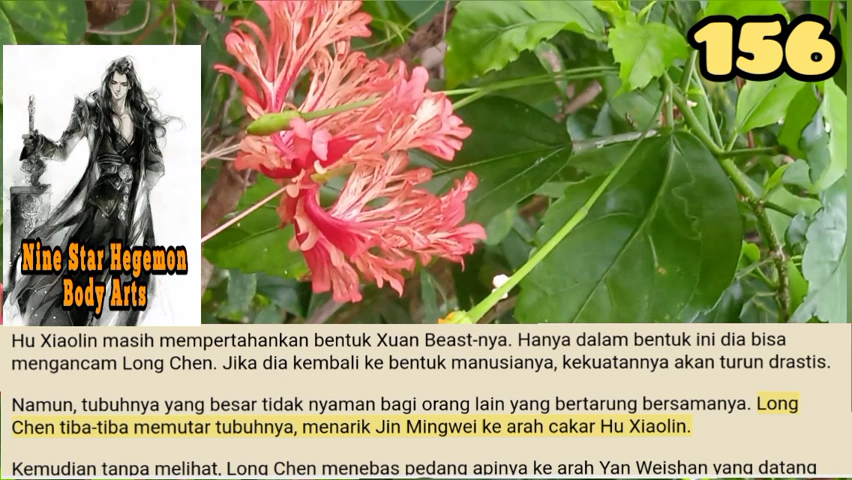 156
Nine Star Hegemon
Body Arts
Hu Xiaolin masih mempertahankan bentuk Xuan Beast-nya. Hanya dalam bentuk ini dia bisa
mengancam Long Chen. Jika dia kembali ke bentuk manusianya, kekuatannya akan turun drastis.
Namun, tubuhnya yang besar tidak nyaman bagi orang lain yang bertarung bersamanya. Long
Chen tiba-tiba memutar tubuhnya, menarik Jin Mingwei ke arah cakar Hu Xiaolin.
Kemudian tanpa melihat, Long Chen menebas pedang apinya ke arah Yan Weishan yang datang